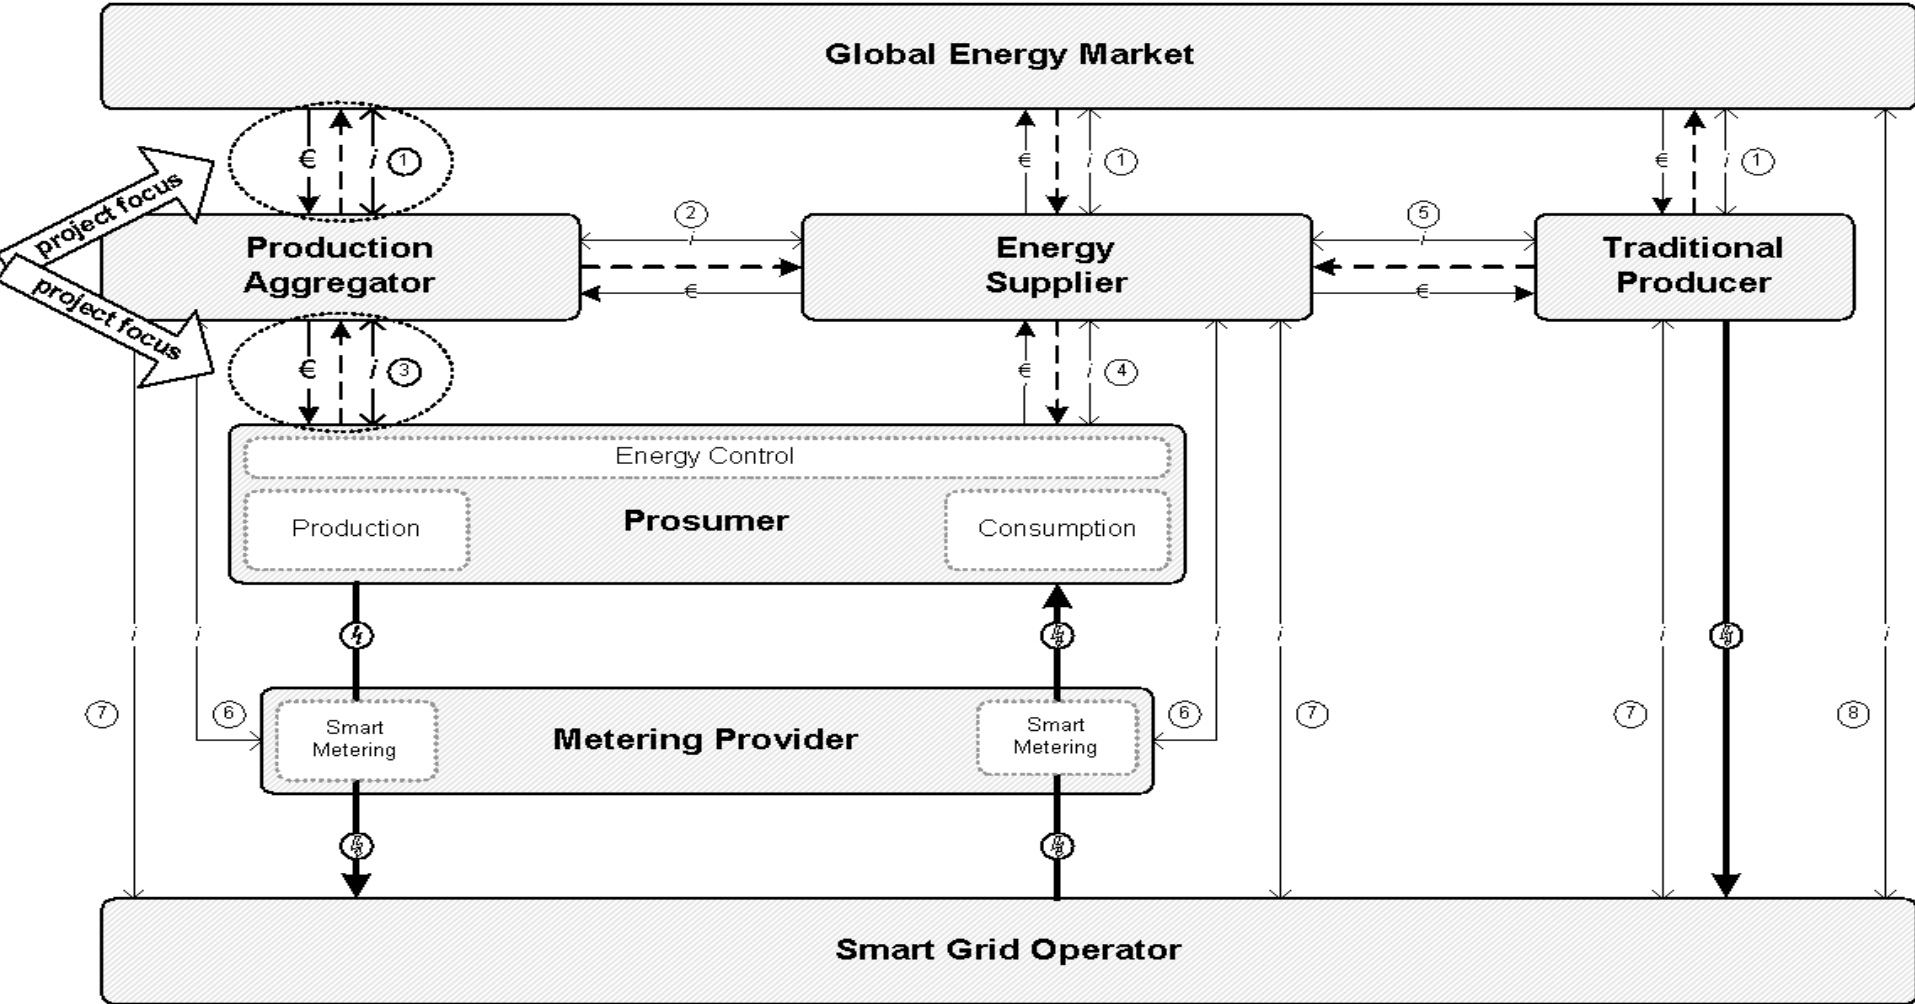 Global Energy Market
€ i 1
€ i 1
€ i 1
project focus
Production
Aggregator
2
i
€
Energy
Supplier
5
i
€
Traditional
Producer
project focus
€ i 3
€ i 4
Energy Control
Production
Prosumer
Consumption
i
i
i
i
i
i
7
6
Smart
Metering
Metering Provider
Smart
Metering
6
7
7
8
Smart Grid Operator